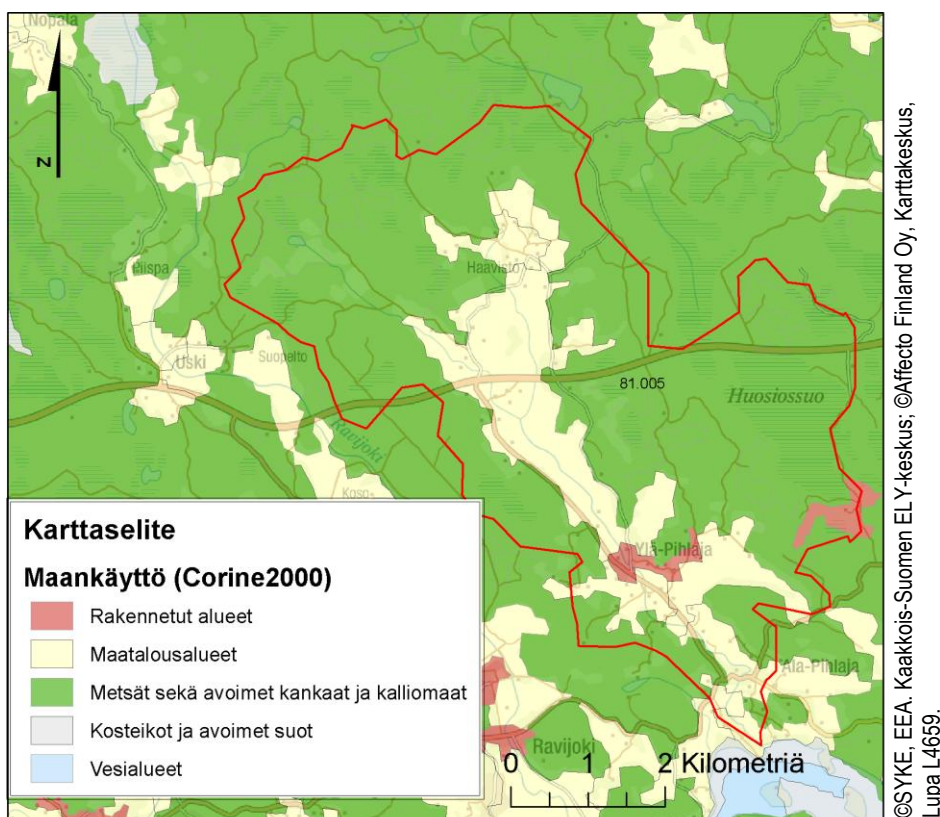 Nopala
N
Haavisto
Uski
Suopelto
81.005
Huosiossuo
Ravijoki
Ylä-Pihlaja
Ala-Pihlaja
Ravijoki
0 1 2 Kilometriä
Karttaselite
Maankäyttö (Corine2000)
Rakennetut alueet
Maatalousalueet
Metsät sekä avoimet kankaat ja kalliomaat
Kosteikot ja avoimet suot
Vesialueet
©SYKE, EEA. Kaakkois-Suomen ELY-keskus; ©Affecto Finland Oy, Karttakeskus,
Lupa L4659.